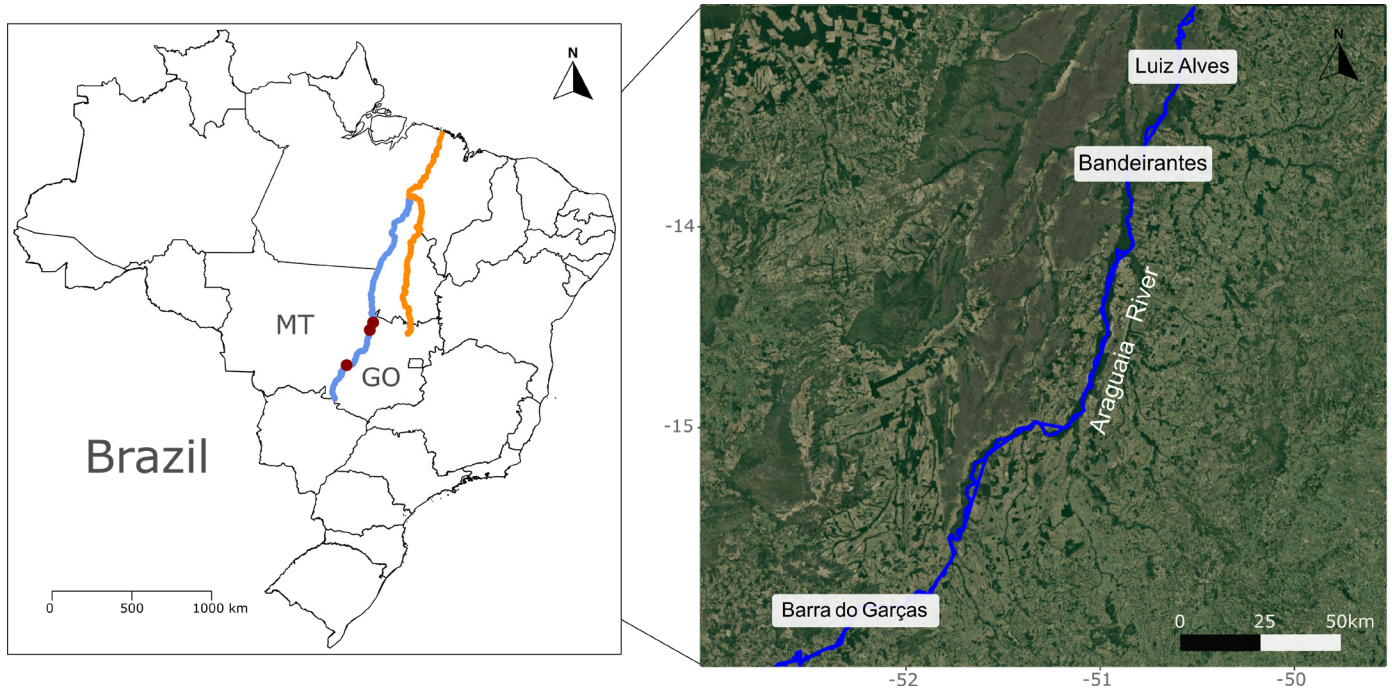 N
MT
GO
Brazil
0 500 1000 km
N
Luiz Alves
Bandeirantes
-14
Araguaia River
-15
Barra do Garças
0 25 50km
-52 -51 -50